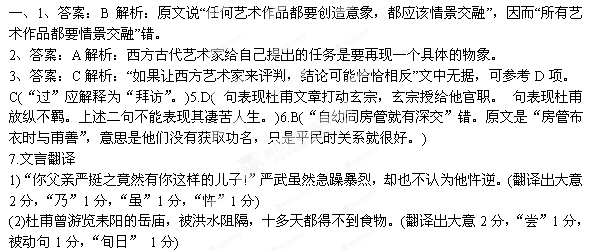 一、1、答案：B 解析：原文说“任何艺术作品都要创造意象，都应该情景交融”，因而“所有艺
术作品都要情景交融”错。
2、答案：A解析：西方古代艺术家给自己提出的任务是要再现一个具体的物象。
3、答案：C解析：“如果让西方艺术家来评判，结论可能恰恰相反”文中无据，可参考 D 项。
C(“过”应解释为“拜访”。)5.D( 句表现杜甫文章打动玄宗，玄宗授给他官职。 句表现杜甫
放纵不羁。上述二句不能表现其凄苦人生。)6.B(“自幼同房管就有深交”错。原文是“房管布
衣时与甫善”，意思是他们没有获取功名，只是平民时关系就很好。)
7.文言翻译
1)“你父亲严挺之竟然有你这样的儿子!”严武虽然急躁暴烈，却也不认为他忤逆。(翻译出大意
2分，“乃”1分，“虽”1分，“忤”1分)
(2)杜甫曾游览耒阳的岳庙，被洪水阻隔，十多天都得不到食物。(翻译出大意 2分，“尝”1分，
被动句 1分，“旬日” 1分)